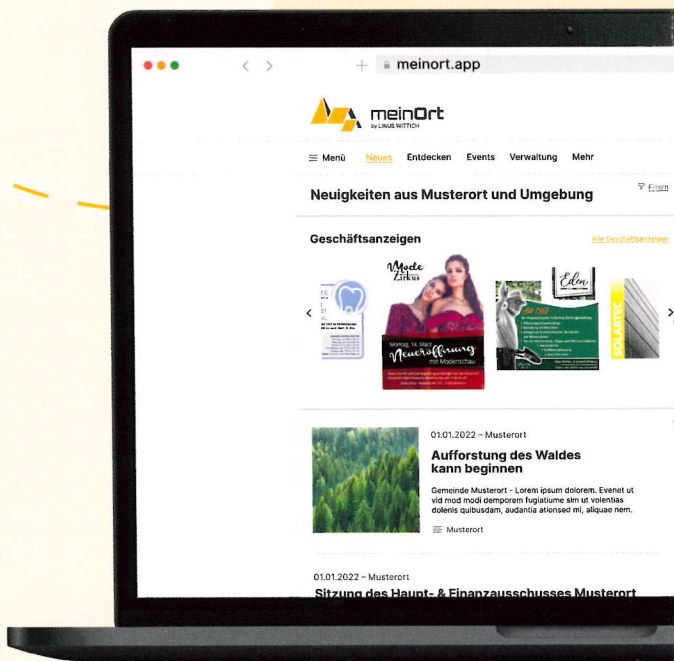 meinort.app
meinOrt
by LINUS WITTICH
Menü Neues Entdecken Events Verwaltung Mehr
Neuigkeiten aus Musterort und Umgebung
Filtern
Geschäftsanzeigen
Alle Geschäftsanzeigen
Mode
Zirkus
Montag, 14. März
Neueröffnung
mit Modenschau
Eden
SOLARTEC
01.01.2022 – Musterort
Aufforstung des Waldes
kann beginnen
Gemeinde Musterort - Lorem ipsum dolorem. Evenet ut
vid mod modi demporem fugiatiume sim ut volentias
dolenis quibusdam, audantia ationsed mi, aliquae nem.
Musterort
01.01.2022 – Musterort
Sitzung des Haupt- & Finanzausschusses Musterort